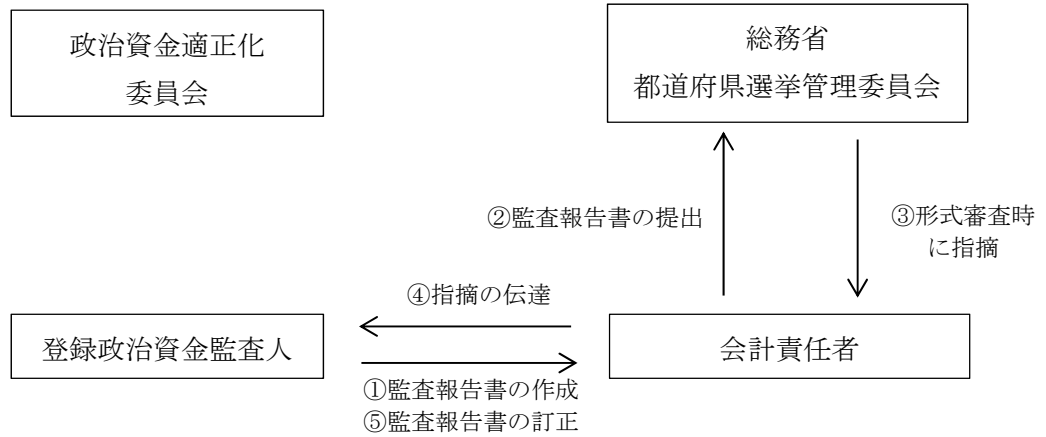 政治資金適正化
委員会
総務省
都道府県選挙管理委員会
②監査報告書の提出
③形式審査時
に指摘
④指摘の伝達
登録政治資金監査人
会計責任者
①監査報告書の作成
⑤監査報告書の訂正